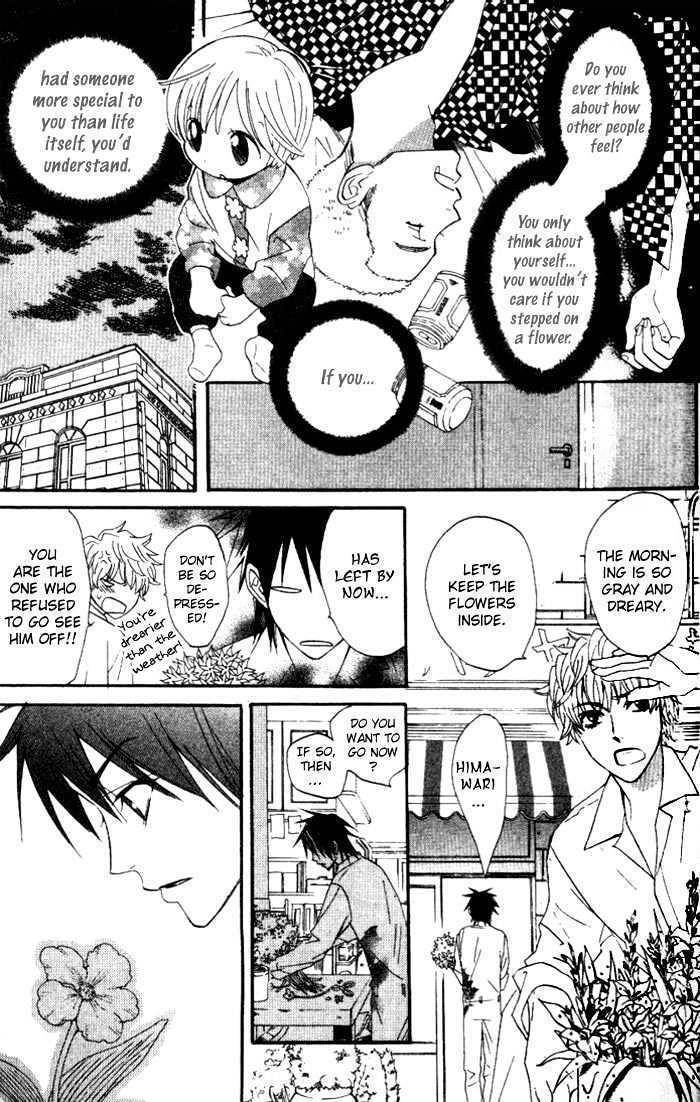 Do you
ever think
about how
other people
feel?
You only
think about
yourself...
you wouldn't
care if you
stepped on
a flower.
If you...
had someone
more special to
you than life
itself, you'd
understand.
THE MORN-
ING IS SO
GRAY AND
DREARY.
LET'S
KEEP THE
FLOWERS
INSIDE.
HIMA-
WARI
...
HAS
LEFT BY
NOW...
DON'T
BE SO
DE-
PRESS-
ED!
You're
drearier
than the
weather!
YOU ARE
THE ONE WHO
REFUSED
TO GO SEE
HIM OFF!!
DO YOU
WANT TO
GO NOW
?
IF SO,
THEN
...